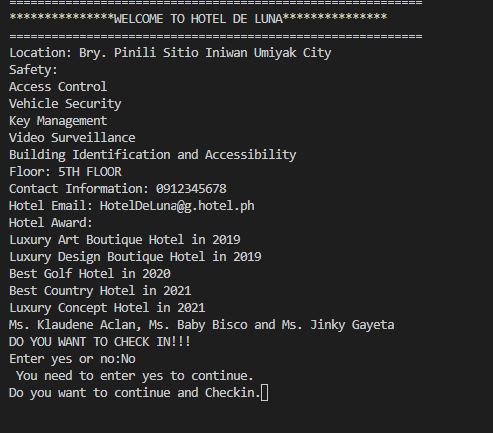 ===========================================================
***************WELCOME TO HOTEL DE LUNA***************
===========================================================
Location: Bry. Pinili Sitio Iniwan Umiyak City
Safety:
Access Control
Vehicle Security
Key Management
Video Surveillance
Building Identification and Accessibility
Floor: 5TH FLOOR
Contact Information: 0912345678
Hotel Email: HotelDeLuna@g.hotel.ph
Hotel Award:
Luxury Art Boutique Hotel in 2019
Luxury Design Boutique Hotel in 2019
Best Golf Hotel in 2020
Best Country Hotel in 2021
Luxury Concept Hotel in 2021
Ms. Klaudene Aclan, Ms. Baby Bisco and Ms. Jinky Gayeta
DO YOU WANT TO CHECK IN!!!
Enter yes or no:No
 You need to enter yes to continue.
Do you want to continue and Checkin.